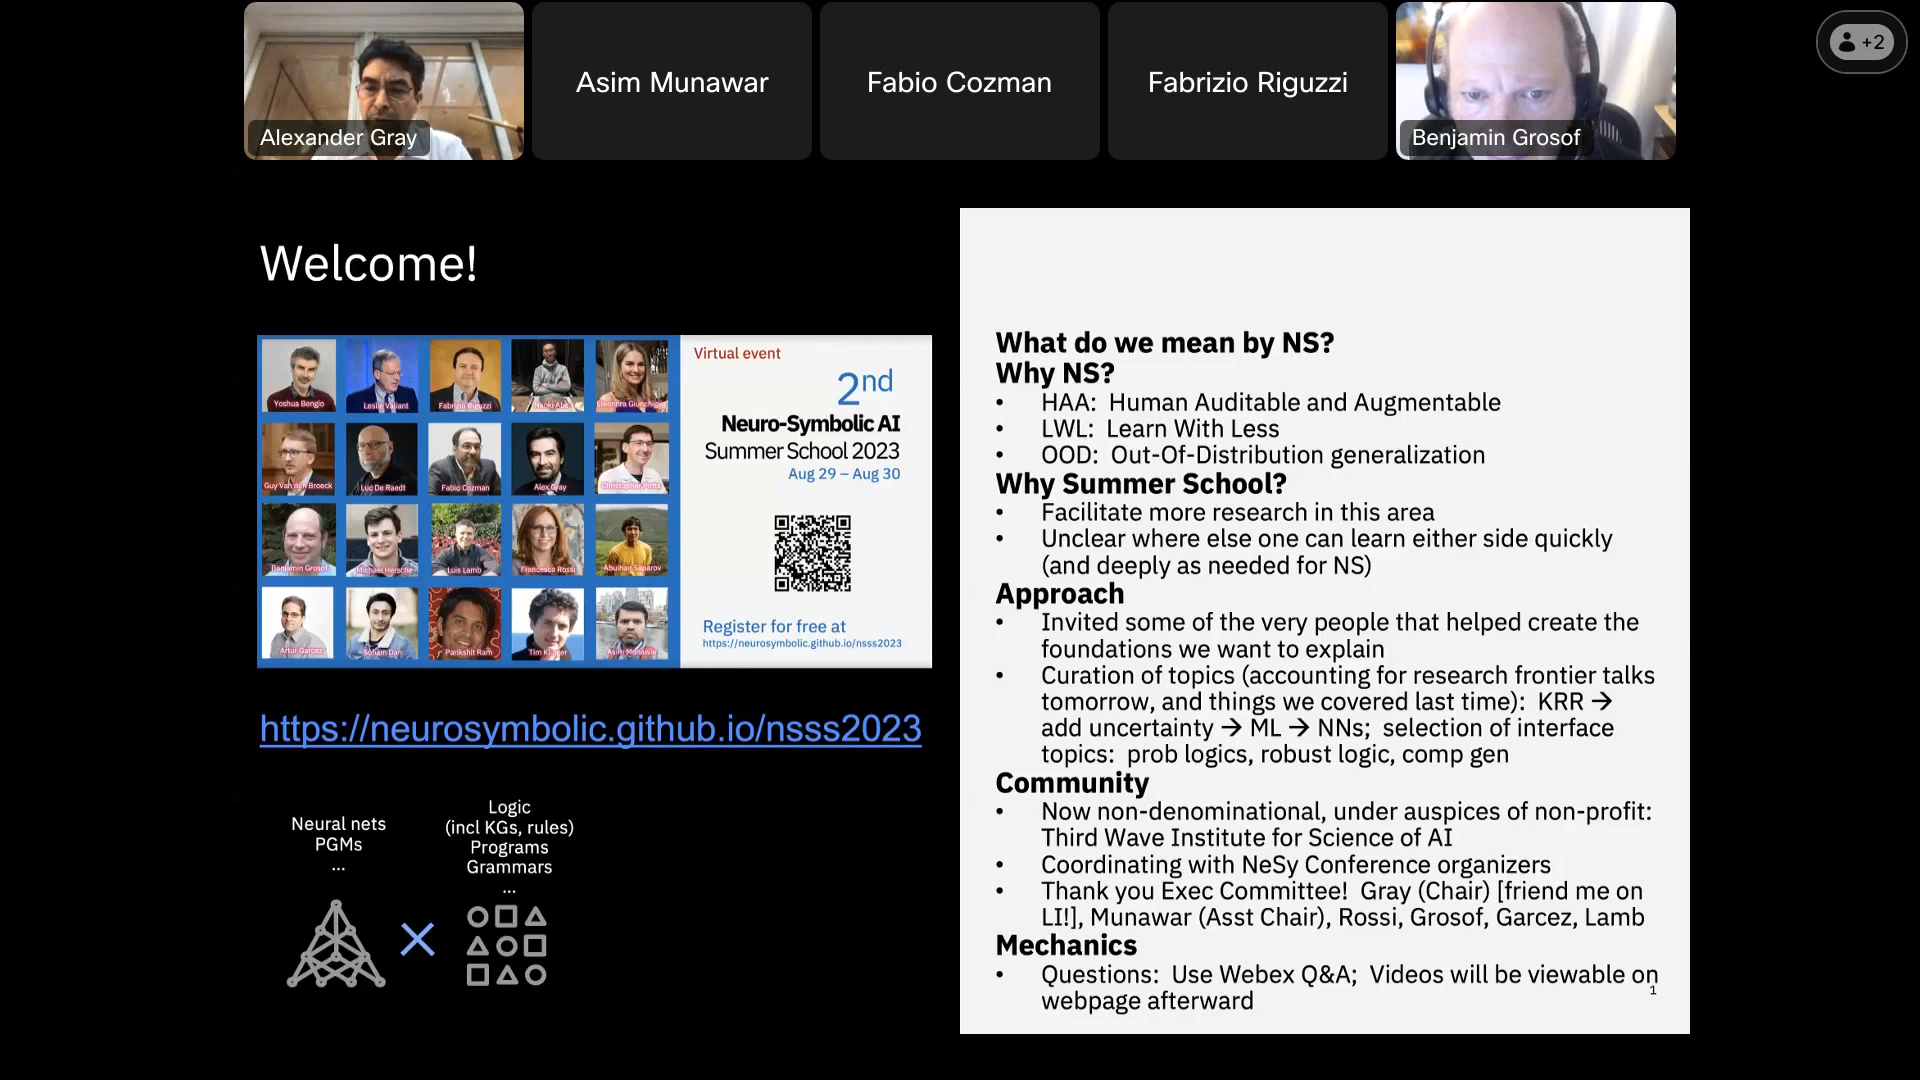 Alexander Gray
Asim Munawar
Fabio Cozman
Fabrizio Riguzzi
Benjamin Grosof
+2
Welcome!
Yoshua Bengio
Leslie Valiant
Fabrizio Riguzzi
Naoki Abe
Eleonora Giunchiglia
Guy Van den Broeck
Luc De Raedt
Fabio Cozman
Alex Gray
Christopher Potts
Benjamin Grosof
Michael Hersche
Luis Lamb
Francesca Rossi
Abulhair Saparov
Artur Garcez
Soham Dan
Parikshit Ram
Tim Klinger
Asim Munawar
Virtual event
2nd
Neuro-Symbolic AI
Summer School 2023
Aug 29 – Aug 30
Register for free at
https://neurosymbolic.github.io/nsss2023
https://neurosymbolic.github.io/nsss2023
Neural nets
PGMs
...
Logic
(incl KGs, rules)
Programs
Grammars
...
What do we mean by NS?
Why NS?
• HAA: Human Auditable and Augmentable
• LWL: Learn With Less
• OOD: Out-Of-Distribution generalization
Why Summer School?
• Facilitate more research in this area
• Unclear where else one can learn either side quickly
(and deeply as needed for NS)
Approach
• Invited some of the very people that helped create the
foundations we want to explain
• Curation of topics (accounting for research frontier talks
tomorrow, and things we covered last time): KRR →
add uncertainty → ML → NNs; selection of interface
topics: prob logics, robust logic, comp gen
Community
• Now non-denominational, under auspices of non-profit:
Third Wave Institute for Science of AI
• Coordinating with NeSy Conference organizers
• Thank you Exec Committee! Gray (Chair) [friend me on
LI!], Munawar (Asst Chair), Rossi, Grosof, Garcez, Lamb
Mechanics
• Questions: Use Webex Q&A; Videos will be viewable on
webpage afterward
1